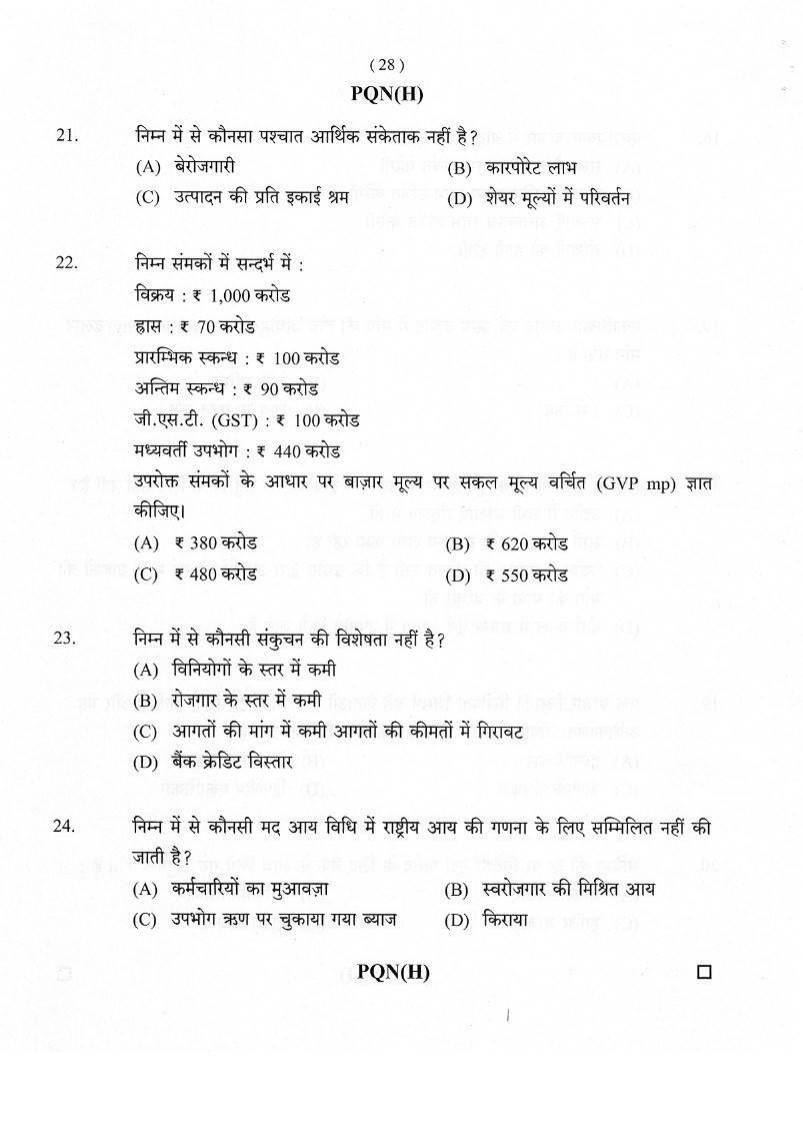 ( 28 )
PQN(H)
21. निम्न में से कौनसा पश्चात आर्थिक संकेताक नहीं है?
(A) बेरोजगारी (B) कारपोरेट लाभ
(C) उत्पादन की प्रति इकाई श्रम (D) शेयर मूल्यों में परिवर्तन
22. निम्न संमकों में सन्दर्भ में :
विक्रय : ₹ 1,000 करोड
ह्रास : ₹ 70 करोड
प्रारम्भिक स्कन्ध : ₹ 100 करोड
अन्तिम स्कन्ध : ₹ 90 करोड
जी.एस.टी. (GST) : ₹ 100 करोड
मध्यवर्ती उपभोग : ₹ 440 करोड
उपरोक्त संमकों के आधार पर बाज़ार मूल्य पर सकल मूल्य वर्चित (GVP mp) ज्ञात
कीजिए।
(A) ₹ 380 करोड (B) ₹ 620 करोड
(C) ₹ 480 करोड (D) ₹ 550 करोड
23. निम्न में से कौनसी संकुचन की विशेषता नहीं है?
(A) विनियोगों के स्तर में कमी
(B) रोजगार के स्तर में कमी
(C) आगतों की मांग में कमी आगतों की कीमतों में गिरावट
(D) बैंक क्रेडिट विस्तार
24. निम्न में से कौनसी मद आय विधि में राष्ट्रीय आय की गणना के लिए सम्मिलित नहीं की
जाती है?
(A) कर्मचारियों का मुआवज़ा (B) स्वरोजगार की मिश्रित आय
(C) उपभोग ऋण पर चुकाया गया ब्याज (D) किराया
PQN(H)